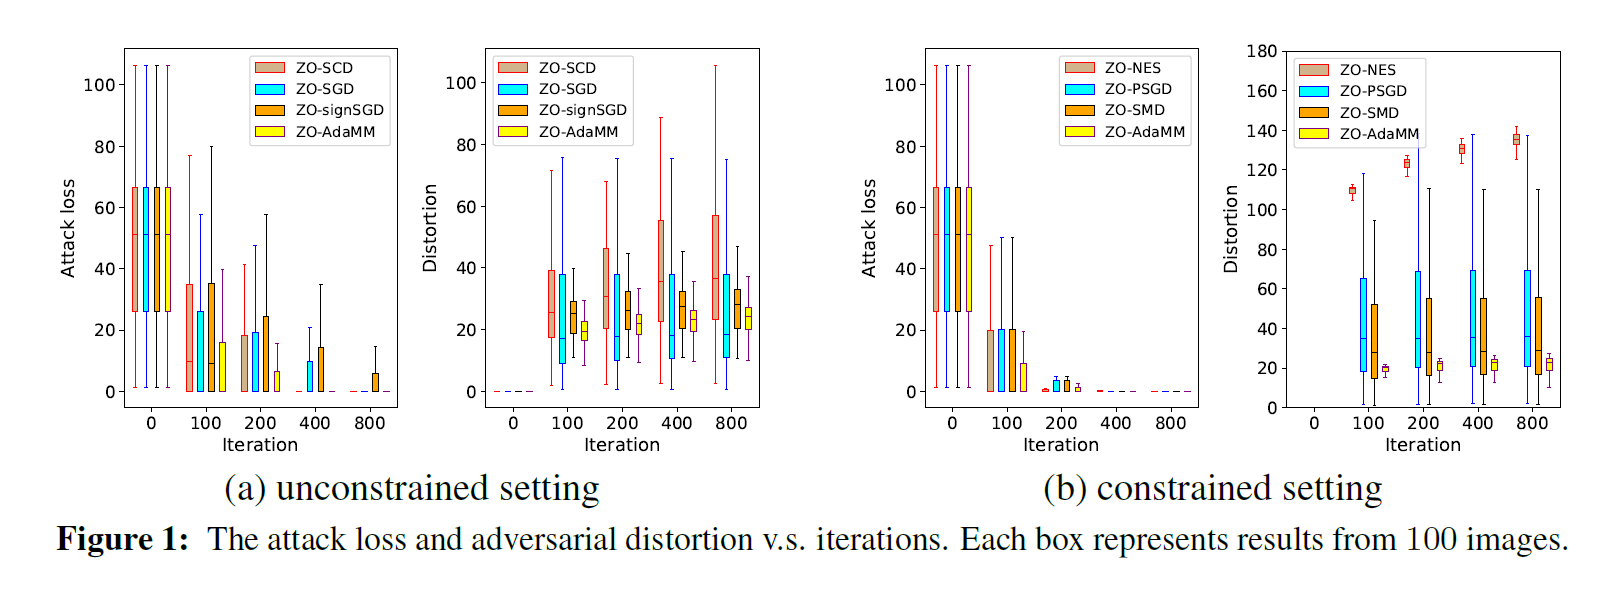 ZO-SCD
ZO-SGD
ZO-signSGD
ZO-AdaMM
100
80
60
40
20
0
Attack loss
0 100 200 400 800
Iteration
ZO-SCD
ZO-SGD
ZO-signSGD
ZO-AdaMM
100
80
60
40
20
0
Distortion
0 100 200 400 800
Iteration
(a) unconstrained setting
ZO-NES
ZO-PSGD
ZO-SMD
ZO-AdaMM
100
80
60
40
20
0
Attack loss
0 100 200 400 800
Iteration
ZO-NES
ZO-PSGD
ZO-SMD
ZO-AdaMM
180
160
140
120
100
80
60
40
20
0
Distortion
0 100 200 400 800
Iteration
(b) constrained setting
Figure 1: The attack loss and adversarial distortion v.s. iterations. Each box represents results from 100 images.